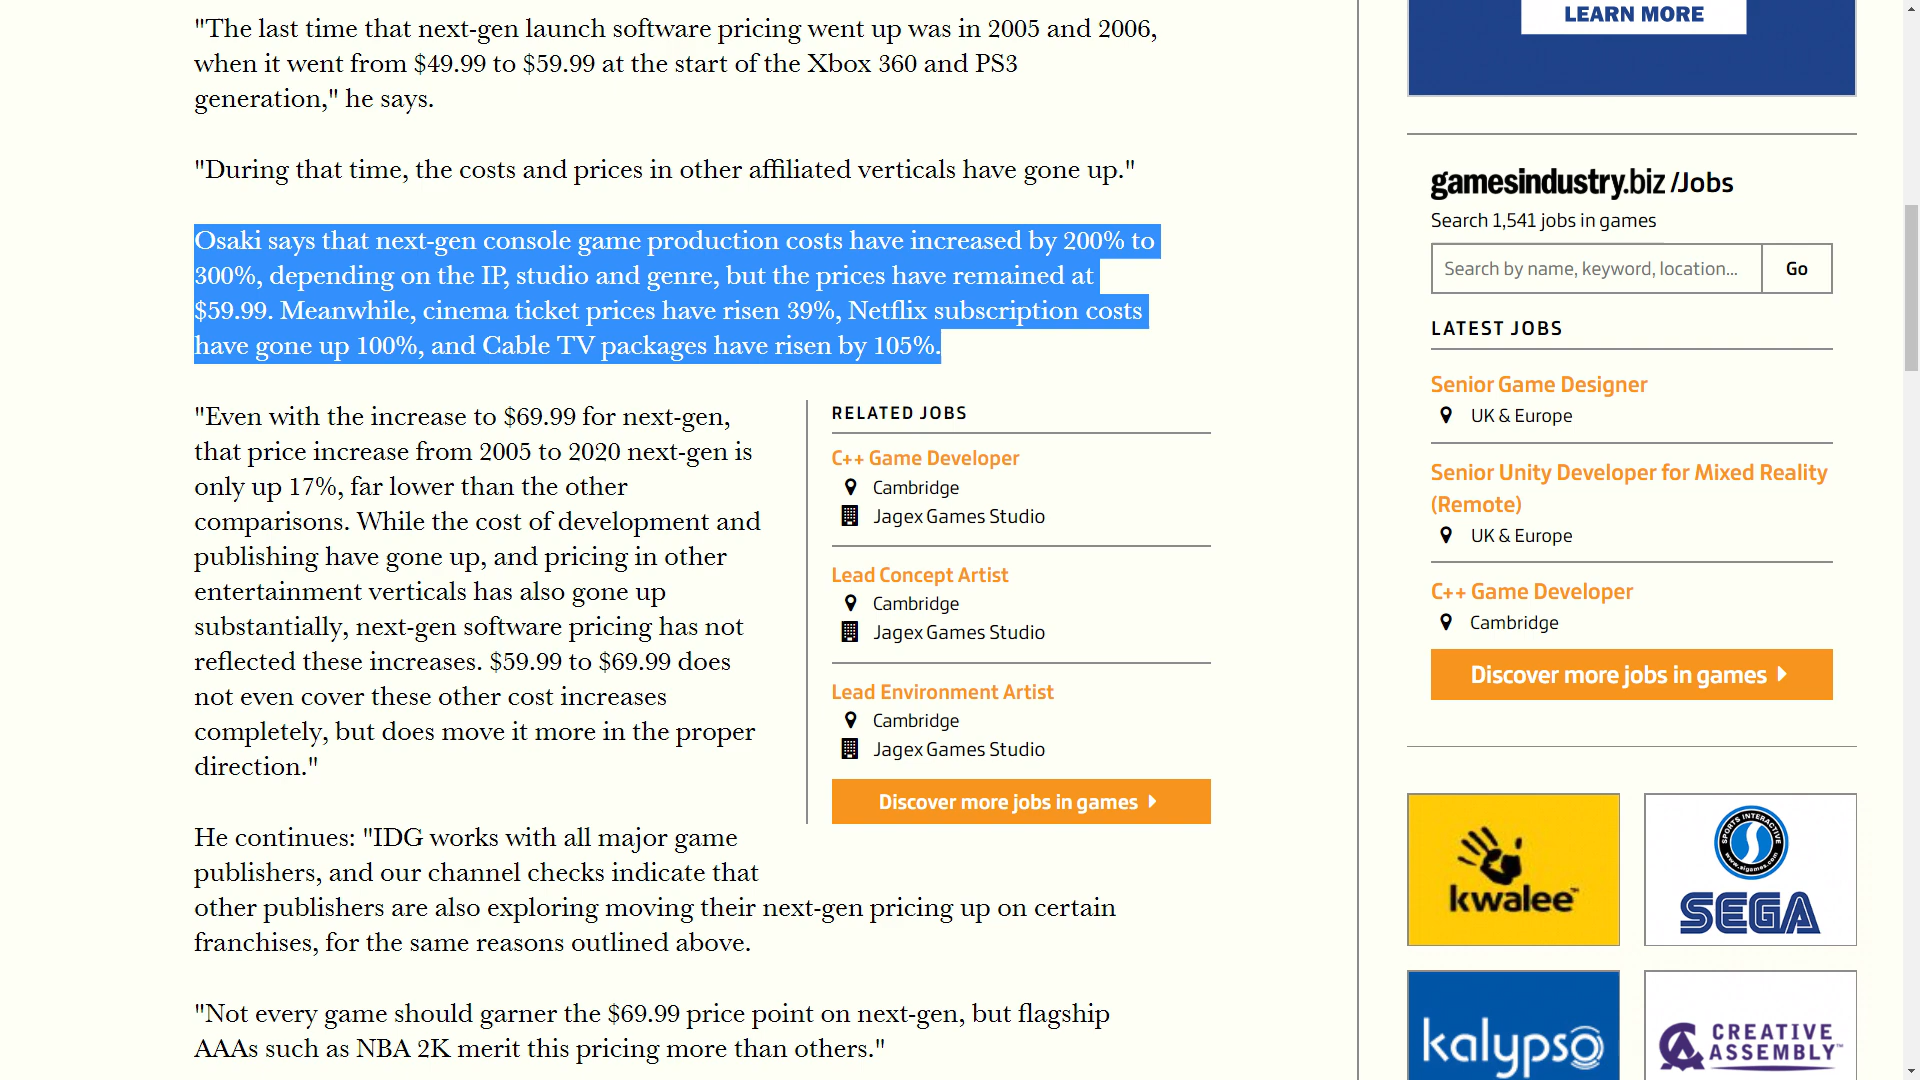 "The last time that next-gen launch software pricing went up was in 2005 and 2006,
when it went from $49.99 to $59.99 at the start of the Xbox 360 and PS3
generation," he says.
"During that time, the costs and prices in other affiliated verticals have gone up."
Osaki says that next-gen console game production costs have increased by 200% to
300%, depending on the IP, studio and genre, but the prices have remained at
$59.99. Meanwhile, cinema ticket prices have risen 39%, Netflix subscription costs
have gone up 100%, and Cable TV packages have risen by 105%.
"Even with the increase to $69.99 for next-gen,
that price increase from 2005 to 2020 next-gen is
only up 17%, far lower than the other
comparisons. While the cost of development and
publishing have gone up, and pricing in other
entertainment verticals has also gone up
substantially, next-gen software pricing has not
reflected these increases. $59.99 to $69.99 does
not even cover these other cost increases
completely, but does move it more in the proper
direction."
He continues: "IDG works with all major game
publishers, and our channel checks indicate that
other publishers are also exploring moving their next-gen pricing up on certain
franchises, for the same reasons outlined above.
"Not every game should garner the $69.99 price point on next-gen, but flagship
AAAs such as NBA 2K merit this pricing more than others."
RELATED JOBS
C++ Game Developer
Cambridge
Jagex Games Studio
Lead Concept Artist
Cambridge
Jagex Games Studio
Lead Environment Artist
Cambridge
Jagex Games Studio
Discover more jobs in games
LEARN MORE
gamesindustry.biz /Jobs
Search 1,541 jobs in games
Search by name, keyword, location... Go
LATEST JOBS
Senior Game Designer
UK & Europe
Senior Unity Developer for Mixed Reality
(Remote)
UK & Europe
C++ Game Developer
Cambridge
Discover more jobs in games
kwalee™
SPORTS INTERACTIVE
www.sigames.com
SEGA
kalypso
CREATIVE
ASSEMBLY™